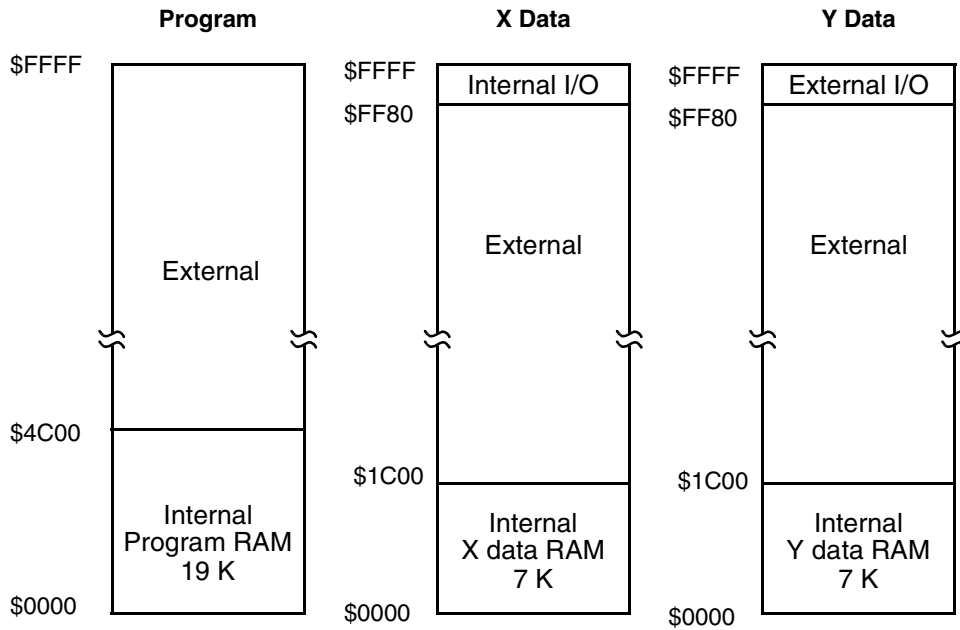 Program
$FFFF
External
$4C00
Internal
Program RAM
19 K
$0000
X Data
$FFFF
Internal I/O
$FF80
External
$1C00
Internal
X data RAM
7 K
$0000
Y Data
$FFFF
External I/O
$FF80
External
$1C00
Internal
Y data RAM
7 K
$0000